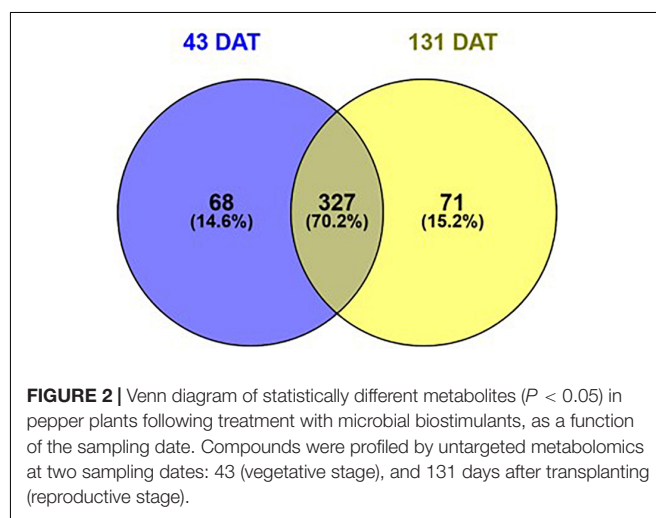 43 DAT 131 DAT
68 327 71
(14.6%) (70.2%) (15.2%)
FIGURE 2 | Venn diagram of statistically different metabolites (P < 0.05) in
pepper plants following treatment with microbial biostimulants, as a function
of the sampling date. Compounds were profiled by untargeted metabolomics
at two sampling dates: 43 (vegetative stage), and 131 days after transplanting
(reproductive stage).